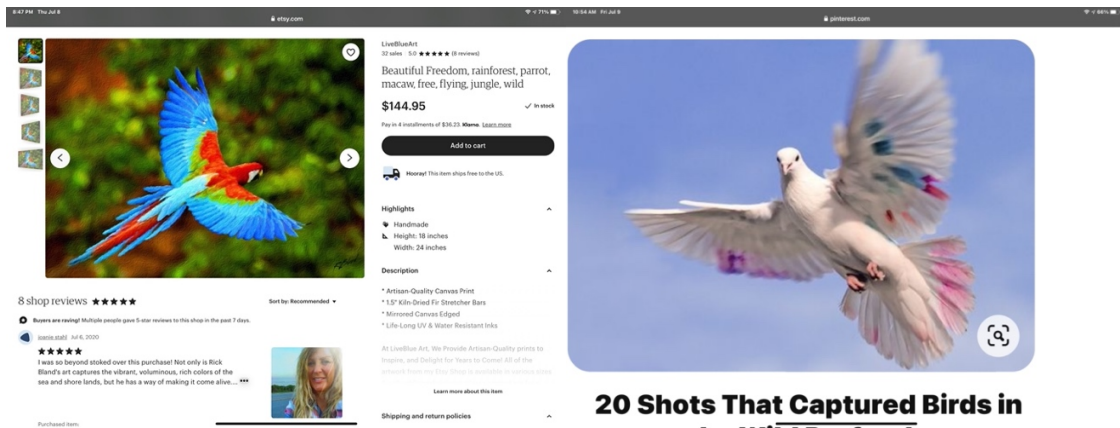 8:47 PM Thu Jul 8
etsy.com
71%
LiveBlueArt
32 sales 5.0 ★★★★★ (8 reviews)
Beautiful Freedom, rainforest, parrot,
macaw, free, flying, jungle, wild
$144.95
✓ In stock
Pay in 4 installments of $36.23. Klarna. Learn more
Add to cart
Hooray! This item ships free to the US.
Highlights
Handmade
Height: 18 inches
Width: 24 inches
Description
* Artisan-Quality Canvas Print
* 1.5" Kiln-Dried Fir Stretcher Bars
* Mirrored Canvas Edged
* Life-Long UV & Water Resistant Inks
At LiveBlue Art, We Provide Artisan-Quality prints to
Inspire, and Delight for Years to Come! All of the
Learn more about this item
Shipping and return policies
8 shop reviews ★★★★★
Sort by: Recommended
Buyers are raving! Multiple people gave 5-star reviews to this shop in the past 7 days.
joanie stahl Jul 6, 2020
★★★★★
I was so beyond stoked over this purchase! Not only is Rick
Bland's art captures the vibrant, voluminous, rich colors of the
sea and shore lands, but he has a way of making it come alive...
Purchased item:
10:54 AM Fri Jul 9
pinterest.com
66%
20 Shots That Captured Birds in